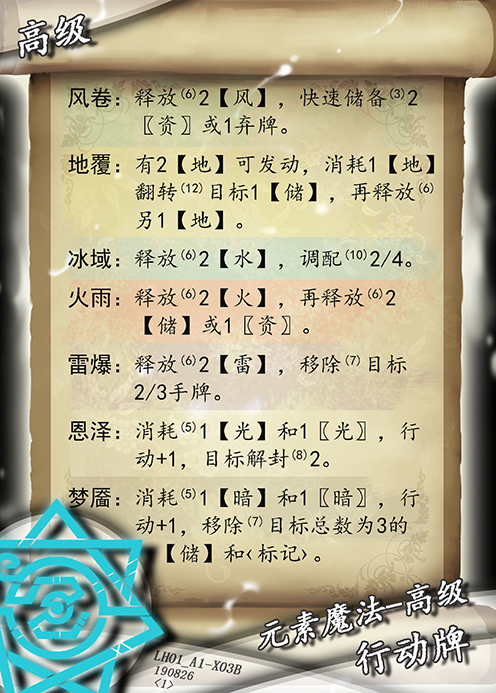 高级
风卷：释放⁽⁶⁾2【风】，快速储备⁽³⁾2
〖资〗或1弃牌。
地覆：有2【地】可发动，消耗1【地】
翻转⁽¹²⁾目标1【储】，再释放⁽⁶⁾
另1【地】。
冰域：释放⁽⁶⁾2【水】，调配⁽¹⁰⁾2/4。
火雨：释放⁽⁶⁾2【火】，再释放⁽⁶⁾2
【储】或1〖资〗。
雷爆：释放⁽⁶⁾2【雷】，移除⁽⁷⁾目标
2/3手牌。
恩泽：消耗⁽⁵⁾1【光】和1〖光〗，行
动+1，目标解封⁽⁸⁾2。
梦魇：消耗⁽⁵⁾1【暗】和1〖暗〗，行
动+1，移除⁽⁷⁾目标总数为3的
【储】和<标记>。
元素魔法-高级
行动牌
LH01_A1-X03B
190826
<1>